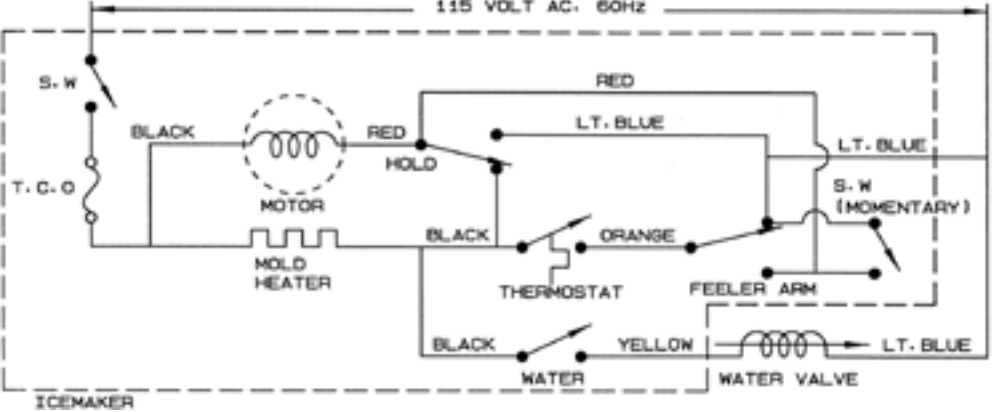 115 VOLT AC. 60Hz
S.W
RED
LT.BLUE
BLACK
RED
LT.BLUE
HOLD
T.C.O
S.W
(MOMENTARY)
MOTOR
BLACK
ORANGE
MOLD
HEATER
THERMOSTAT
FEELER ARM
BLACK
YELLOW
LT.BLUE
WATER
WATER VALVE
ICEMAKER